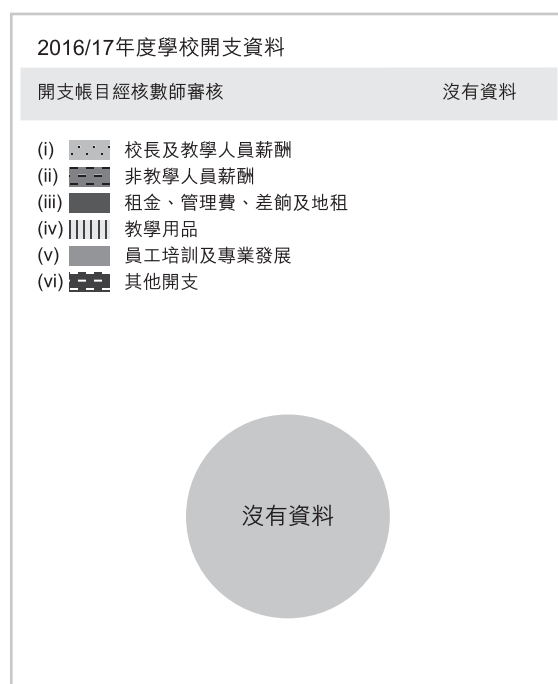 2016/17年度學校開支資料
開支帳目經核數師審核 沒有資料
(i) 校長及教學人員薪酬
(ii) 非教學人員薪酬
(iii) 租金、管理費、差餉及地租
(iv) 教學用品
(v) 員工培訓及專業發展
(vi) 其他開支
沒有資料